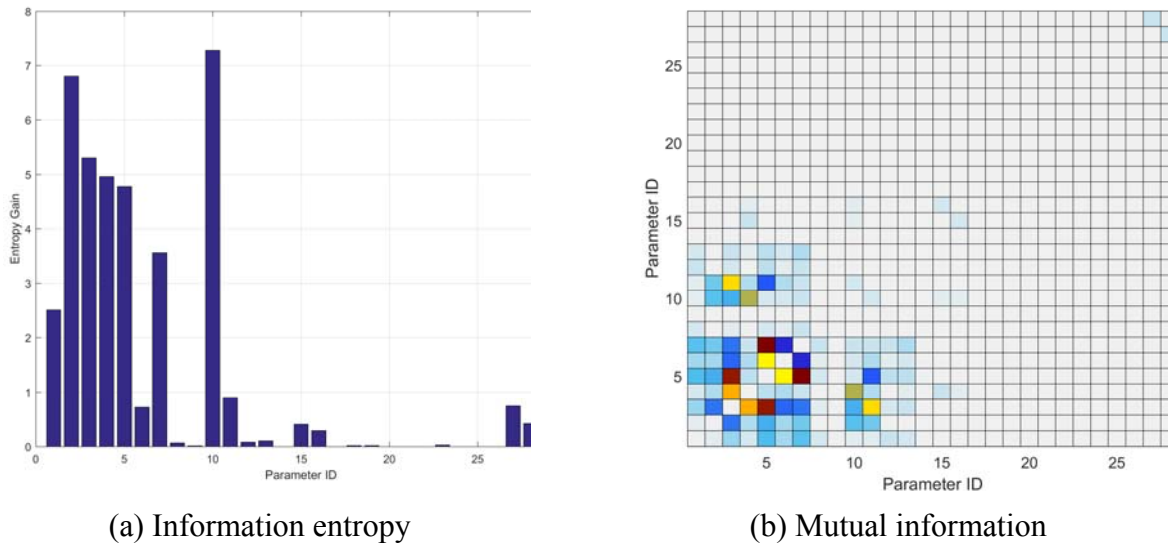 8
7
6
5
4
3
2
1
0
Entropy Gain
0 5 10 15 20 25
Parameter ID
(a) Information entropy
25
20
15
10
5
Parameter ID
5 10 15 20 25
Parameter ID
(b) Mutual information